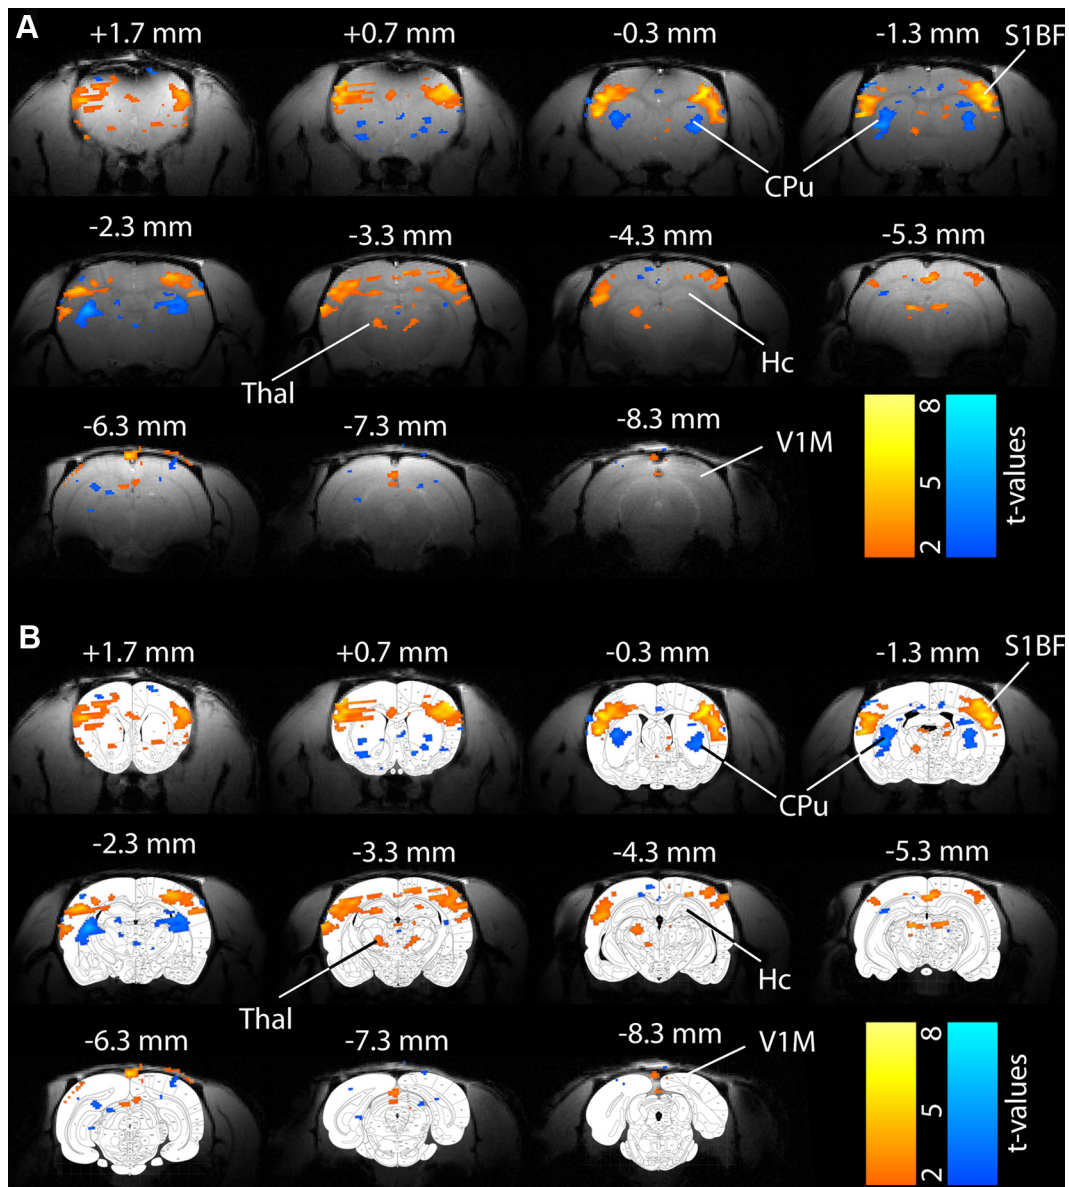 A
+1.7 mm
+0.7 mm
-0.3 mm
-1.3 mm
S1BF
CPu
-2.3 mm
-3.3 mm
-4.3 mm
-5.3 mm
Thal
Hc
-6.3 mm
-7.3 mm
-8.3 mm
V1M
8
5
2
t-values
B
+1.7 mm
+0.7 mm
-0.3 mm
-1.3 mm
S1BF
CPu
-2.3 mm
-3.3 mm
-4.3 mm
-5.3 mm
Thal
Hc
-6.3 mm
-7.3 mm
-8.3 mm
V1M
8
5
2
t-values